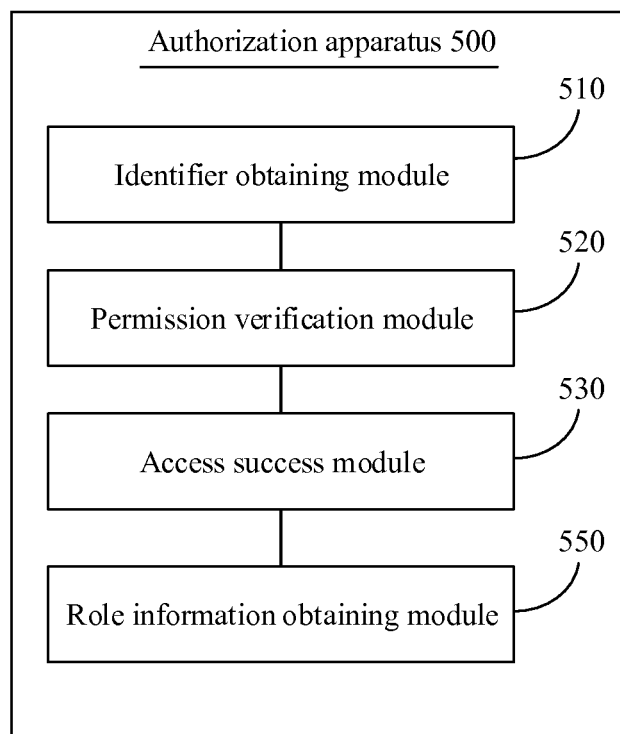 Authorization apparatus 500
510
Identifier obtaining module
520
Permission verification module
530
Access success module
550
Role information obtaining module